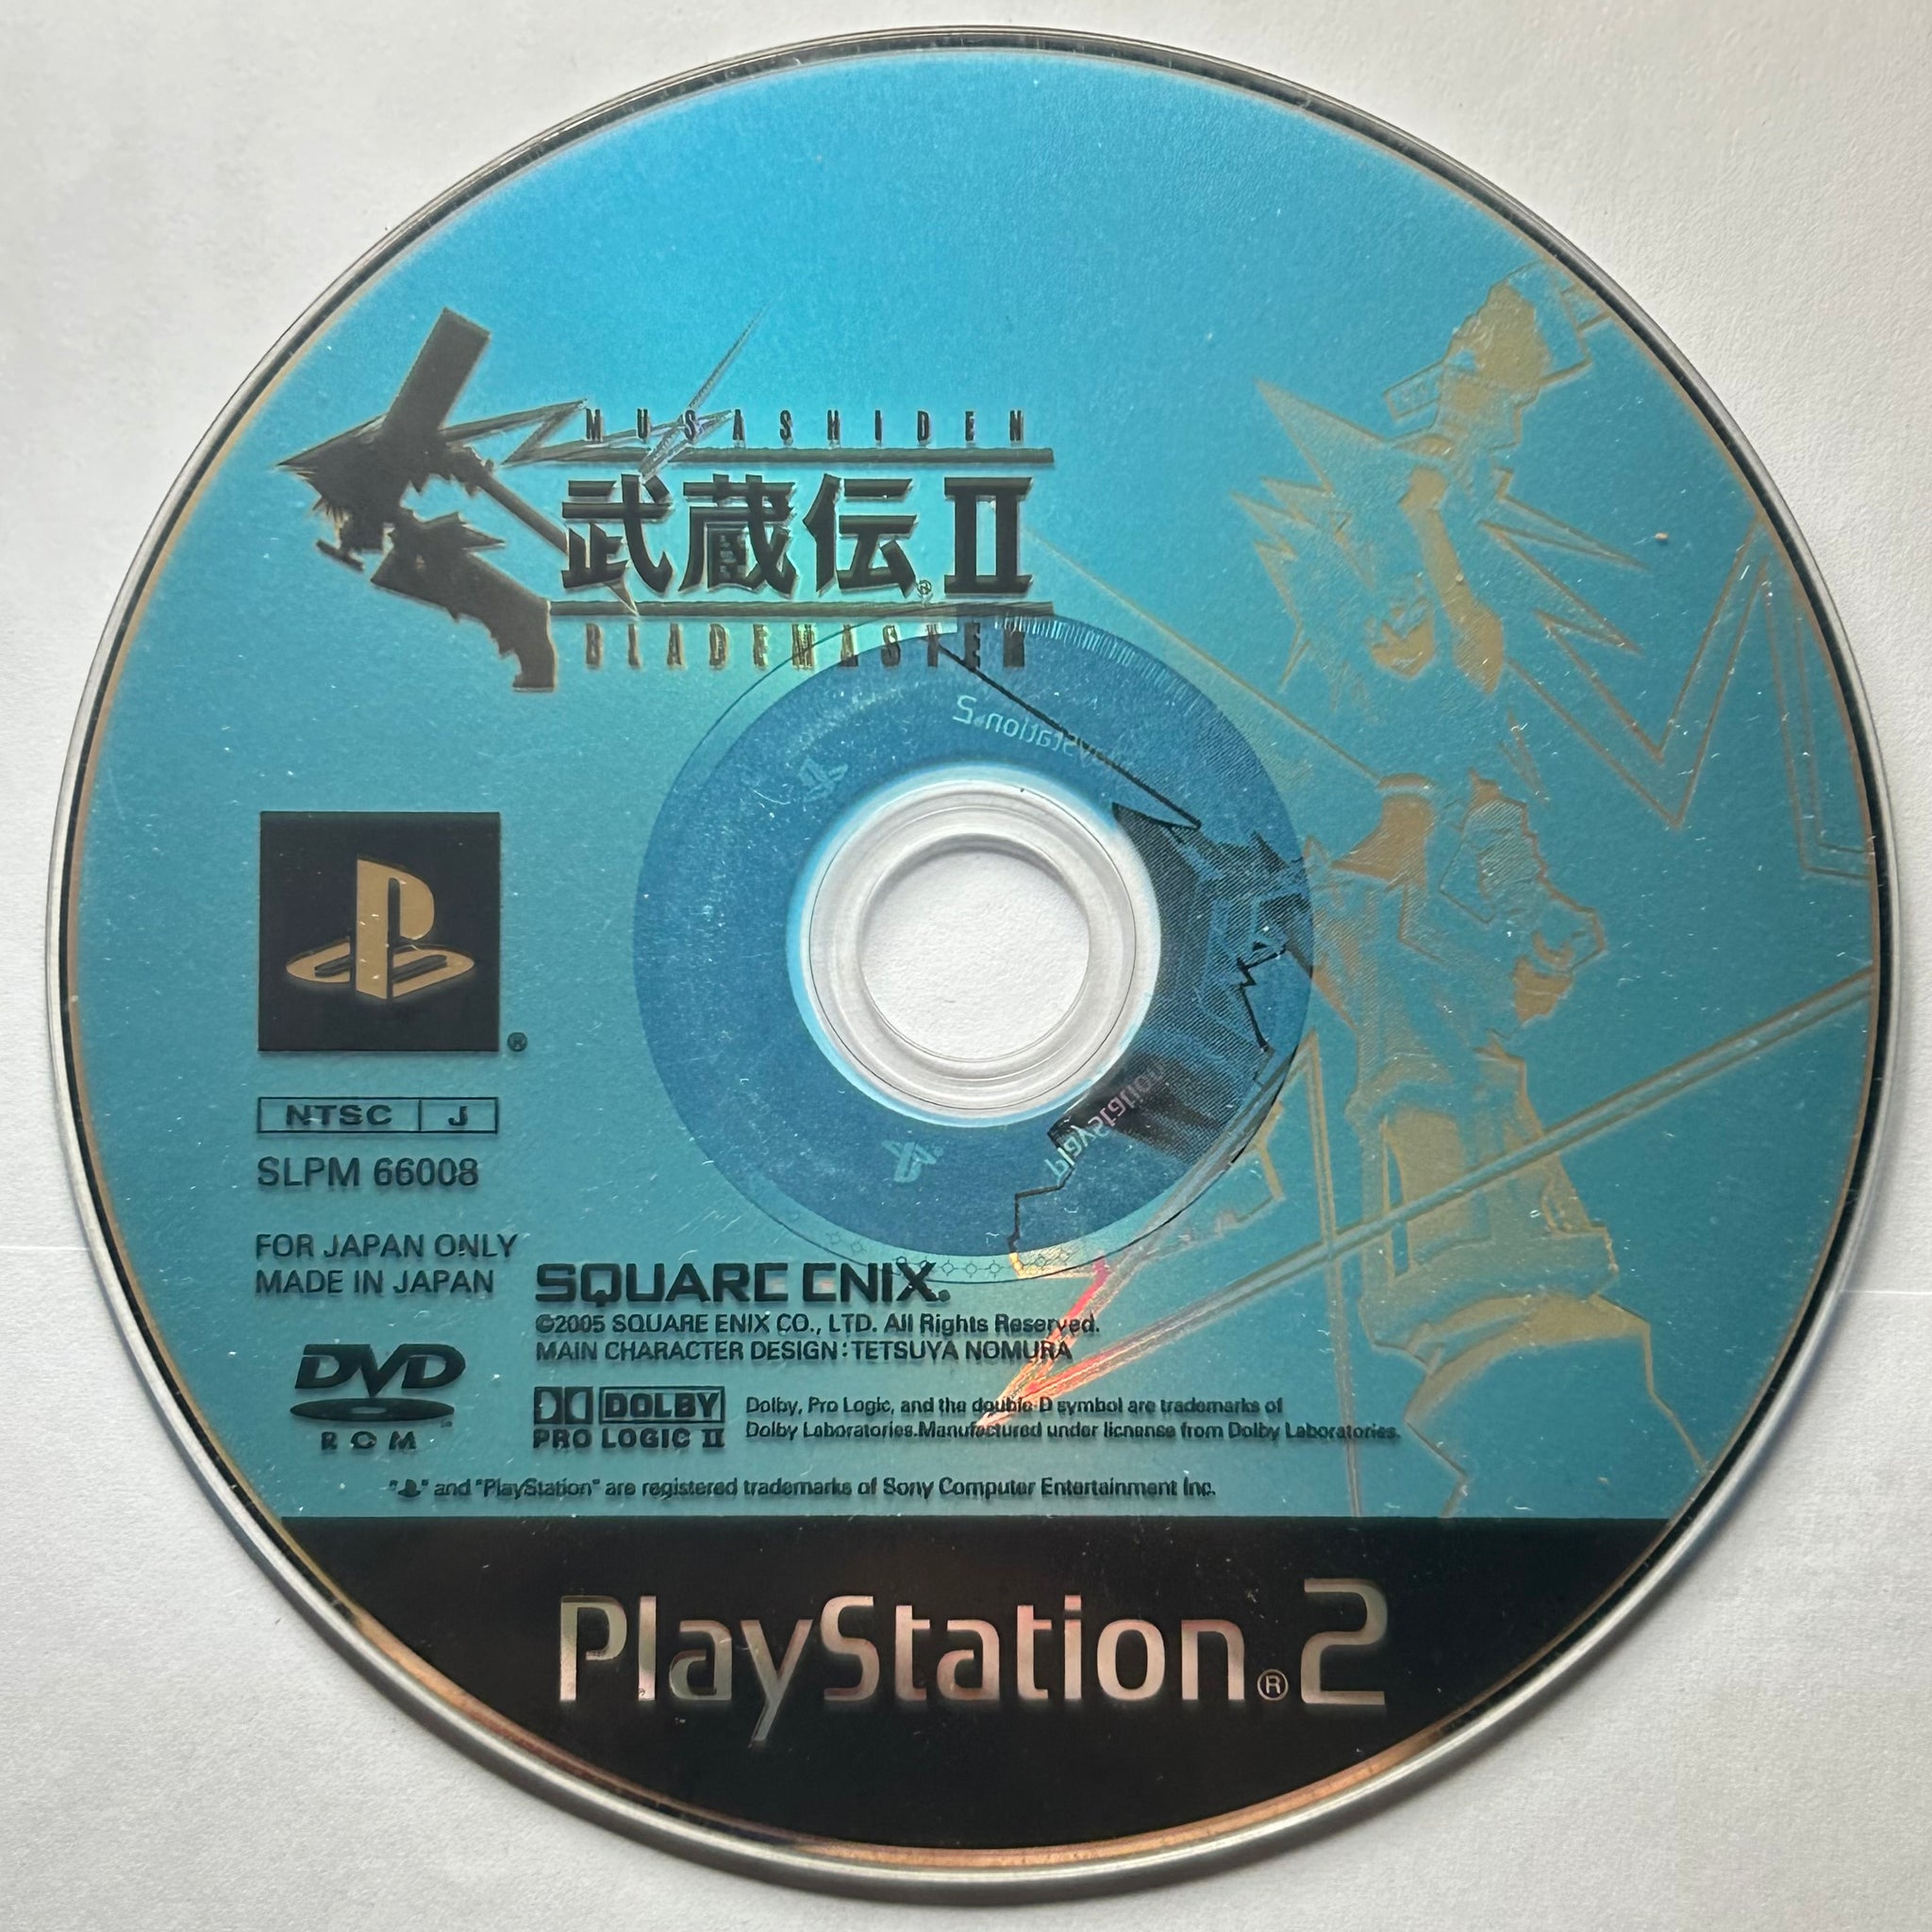 MUSASHIDEN
武蔵伝II
®
BLADEMASTER
PlayStation 2
®
NTSC J
SLPM 66008
FOR JAPAN ONLY
MADE IN JAPAN
SQUARE ENIX.
©2005 SQUARE ENIX CO., LTD. All Rights Reserved.
MAIN CHARACTER DESIGN:TETSUYA NOMURA
DVD
ROM
DOLBY
PRO LOGIC II
Dolby, Pro Logic, and the double-D symbol are trademarks of
Dolby Laboratories.Manufactured under licnense from Dolby Laboratories.
" " and "PlayStation" are registered trademarks of Sony Computer Entertainment Inc.
PlayStation®2